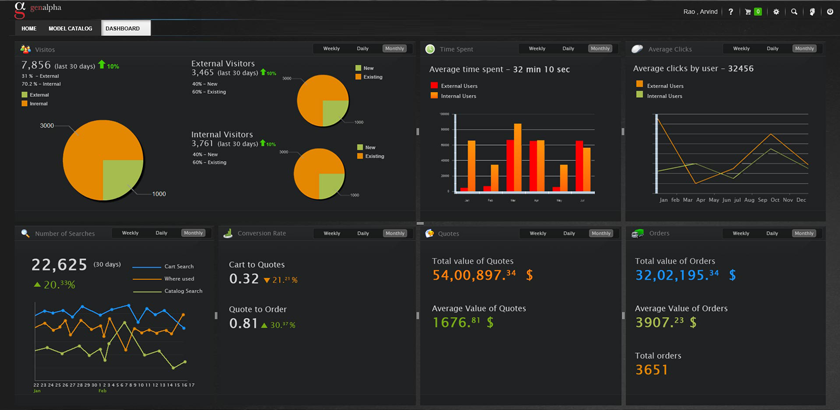 g
genalpha
Rao , Arvind
?
0
HOME
MODEL CATALOG
DASHBOARD
Visitos
Weekly
Daily
Monthly
7,856 (last 30 days) 10%
31 % - External
79.2 % - Internal
External
Internal
3000
1000
External Visitors
3,465 (last 30 days) 10%
40% - New
60% - Existing
New
Existing
3000
1000
Internal Visitors
3,761 (last 30 days) 10%
40% - New
60% - Existing
New
Existing
3000
1000
Time Spent
Weekly
Daily
Monthly
Average time spent - 32 min 10 sec
External Users
Internal Users
10000
8000
6000
4000
2000
0
Jan
Feb
Mar
Apr
Jun
Jul
Average Clicks
Weekly
Daily
Monthly
Average clicks by user - 32456
External Users
Internal Users
Jan feb Mar Apr May Jun jul Aug Sep Oct Nov Dec
Number of Searches
Weekly
Daily
Monthly
22,625 (30 days)
20.33%
Cart Search
Where used
Catalog Search
22 23 24 25 26 27 28 29 30 1 2 3 4 5 6 7 8 9 10 11 12 13 14 15 16 17
Jan
Feb
Conversion Rate
Weekly
Daily
Monthly
Cart to Quotes
0.32 21.21 %
Quote to Order
0.81 30.37 %
Quotes
Weekly
Daily
Monthly
Total value of Quotes
54,00,897.34 $
Average Value of Quotes
1676.81 $
Orders
Weekly
Daily
Monthly
Total value of Orders
32,02,195.34 $
Average Value of Orders
3907.23 $
Total orders
3651